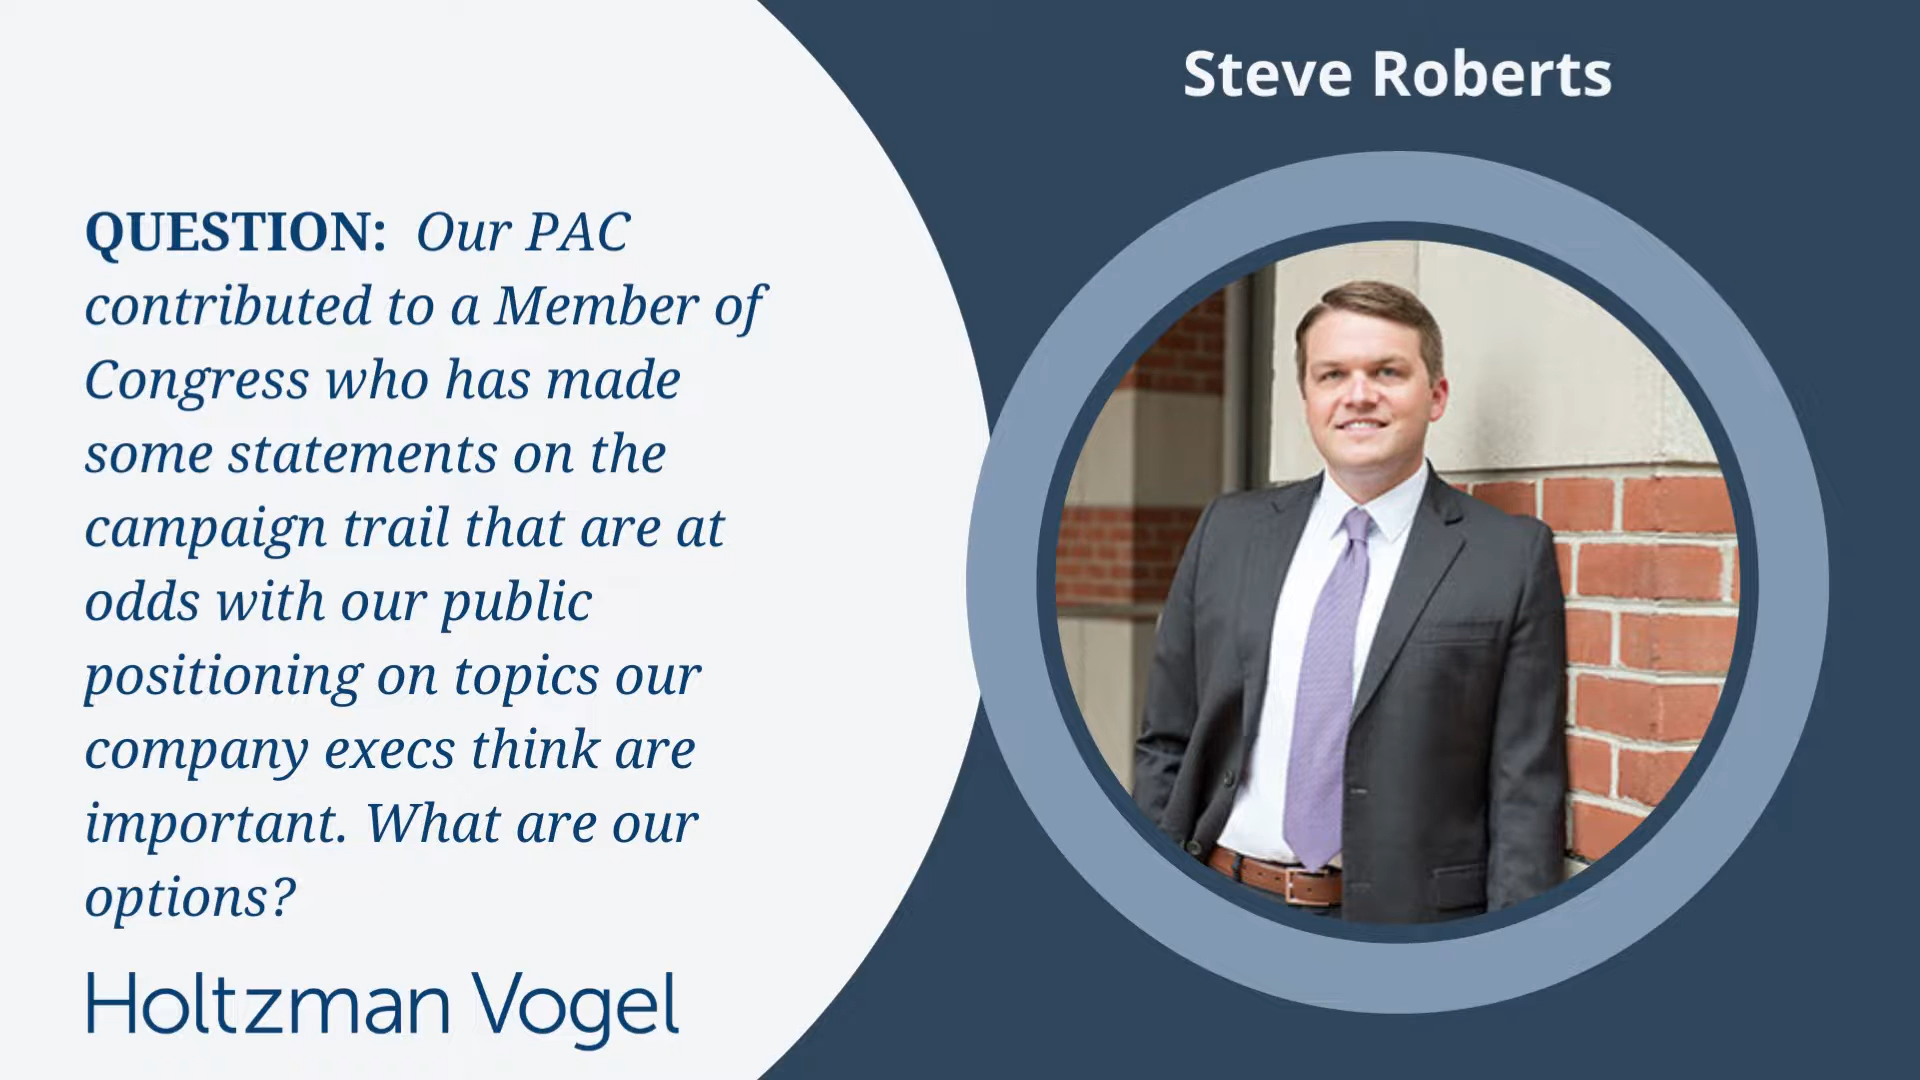 Steve Roberts
QUESTION: Our PAC
contributed to a Member of
Congress who has made
some statements on the
campaign trail that are at
odds with our public
positioning on topics our
company execs think are
important. What are our
options?
Holtzman Vogel